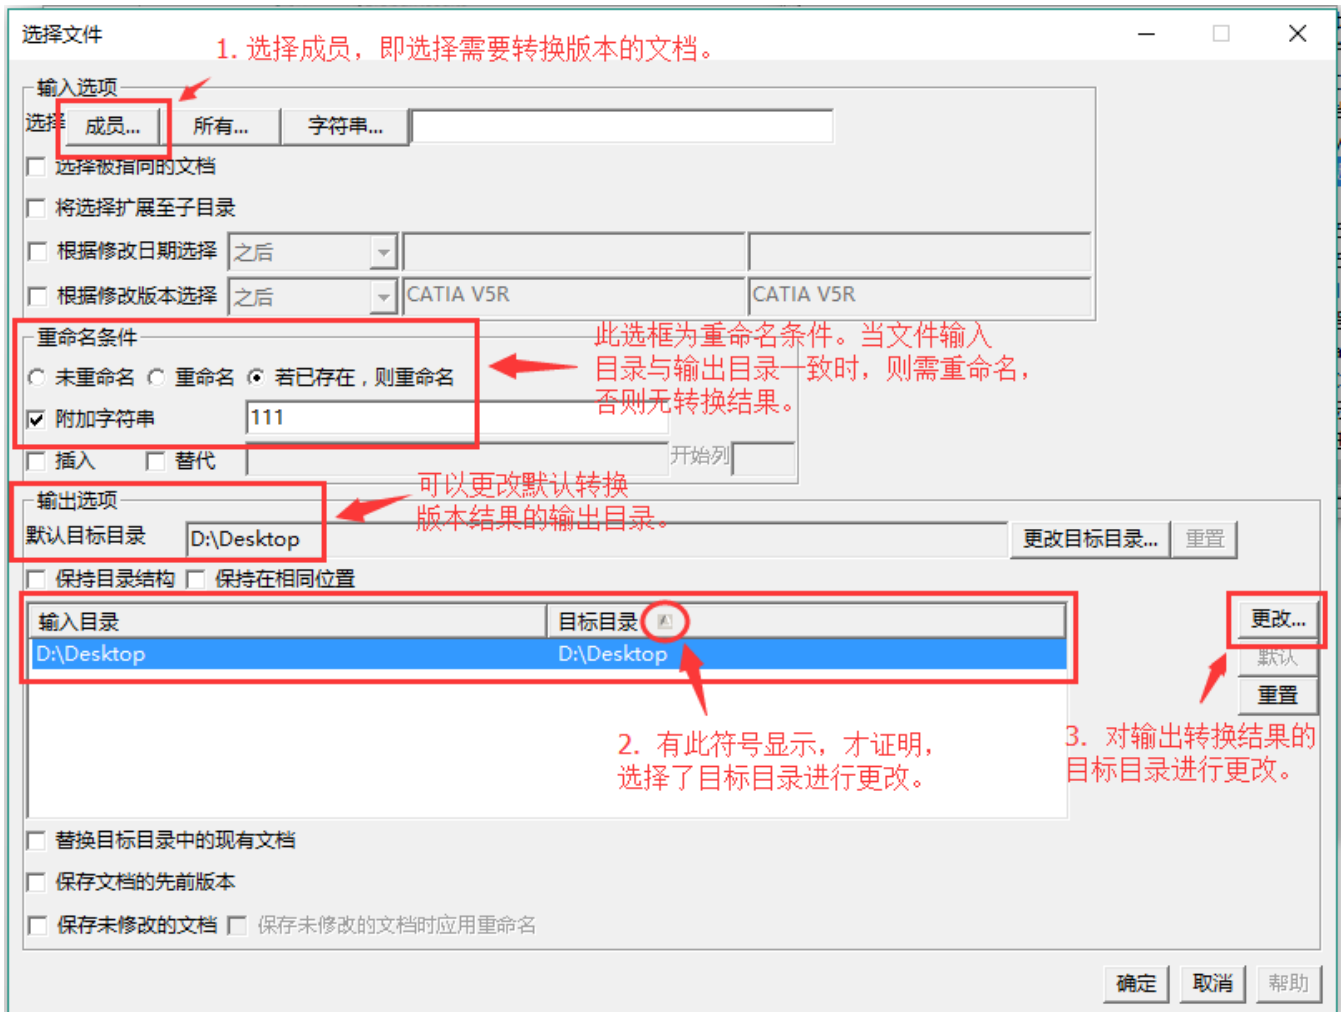 选择文件
1. 选择成员，即选择需要转换版本的文档。
输入选项
选择 成员... 所有... 字符串...
选择被指向的文档
将选择扩展至子目录
根据修改日期选择 之后
根据修改版本选择 之后 CATIA V5R CATIA V5R
重命名条件
此选框为重命名条件。当文件输入
目录与输出目录一致时，则需重命名，
否则无转换结果。
未重命名 重命名 若已存在，则重命名
附加字符串 111
插入 替代 开始列
可以更改默认转换
版本结果的输出目录。
输出选项
默认目标目录 D:\Desktop 更改目标目录... 重置
保持目录结构 保持在相同位置
输入目录 目标目录 更改...
D:\Desktop D:\Desktop 默认
重置
2. 有此符号显示，才证明，
选择了目标目录进行更改。
3. 对输出转换结果的
目标目录进行更改。
替换目标目录中的现有文档
保存文档的先前版本
保存未修改的文档 保存未修改的文档时应用重命名
确定 取消 帮助